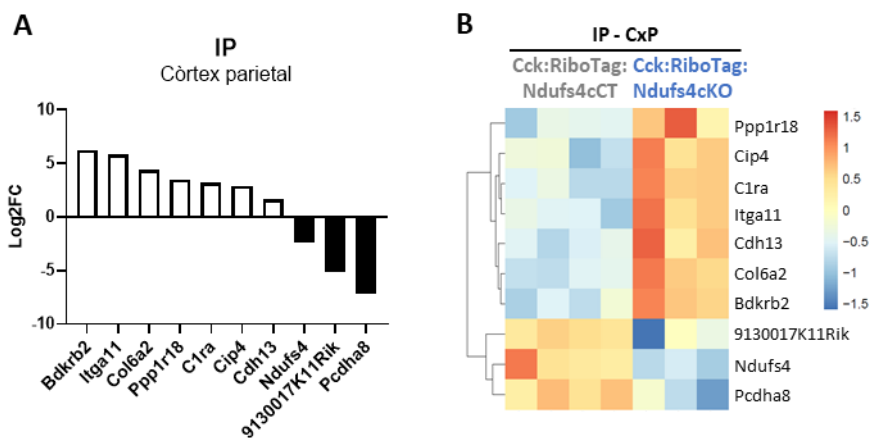 A
IP
Còrtex parietal
Log2FC
10
5
0
-5
-10
Bdkrb2
Itga11
Col6a2
Ppp1r18
C1ra
Cip4
Cdh13
Ndufs4
9130017K11Rik
Pcdha8
B
IP - CxP
Cck:RiboTag: Cck:RiboTag:
Ndufs4cCT Ndufs4cKO
Ppp1r18
Cip4
C1ra
Itga11
Cdh13
Col6a2
Bdkrb2
9130017K11Rik
Ndufs4
Pcdha8
1.5
1
0.5
0
−0.5
−1
−1.5